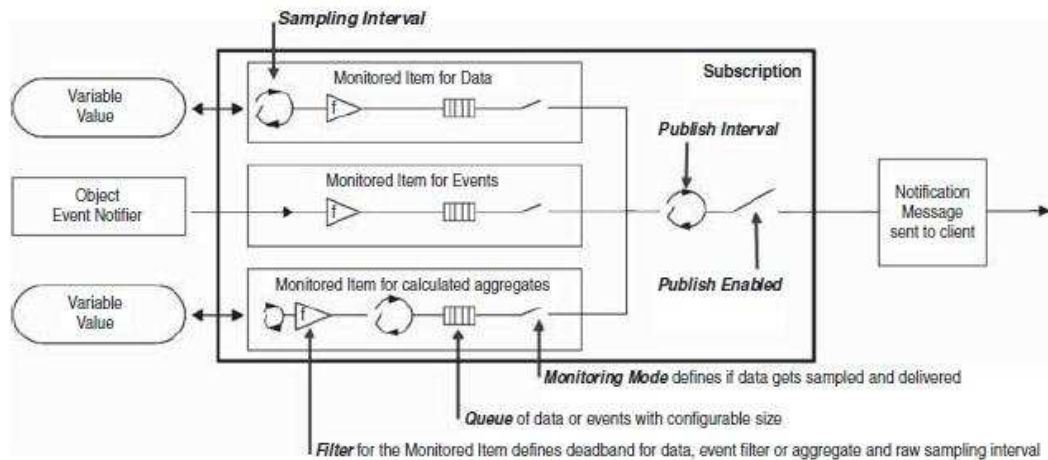 Sampling Interval
Monitored Item for Data
Subscription
Variable
Value
f
Publish Interval
Monitored Item for Events
Object
Event Notifier
f
Notification
Message
sent to client
Monitored Item for calculated aggregates
Publish Enabled
Variable
Value
f
Monitoring Mode defines if data gets sampled and delivered
Queue of data or events with configurable size
Filter for the Monitored Item defines deadband for data, event filter or aggregate and raw sampling interval